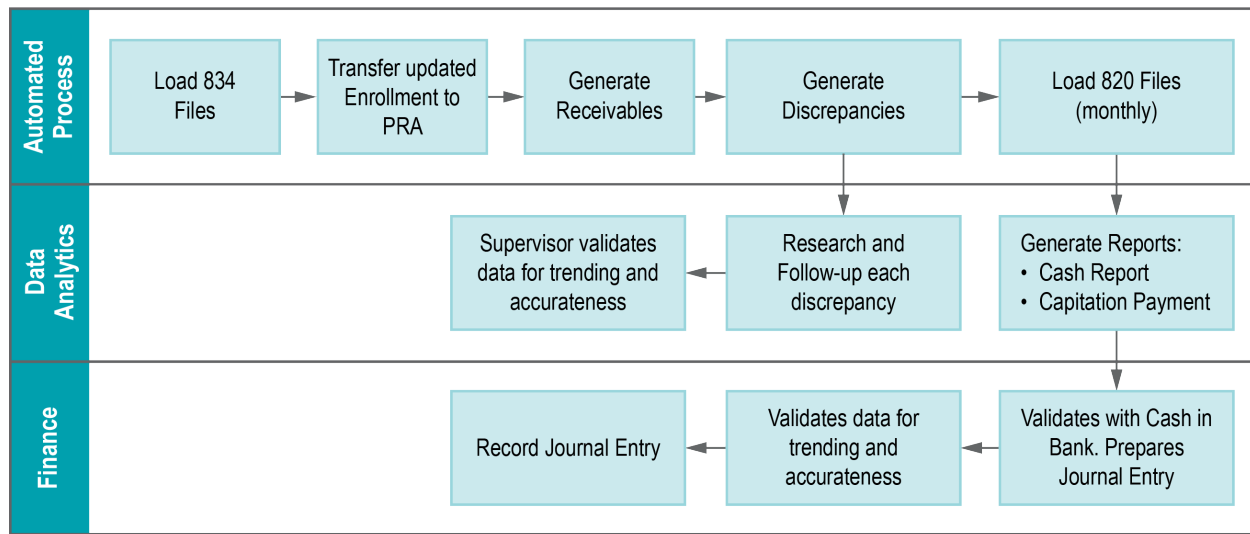 Automated
Process
Load 834
Files
Transfer updated
Enrollment to
PRA
Generate
Receivables
Generate
Discrepancies
Load 820 Files
(monthly)
Data
Analytics
Supervisor validates
data for trending and
accurateness
Research and
Follow-up each
discrepancy
Generate Reports:
• Cash Report
• Capitation Payment
Finance
Record Journal Entry
Validates data for
trending and
accurateness
Validates with Cash in
Bank. Prepares
Journal Entry